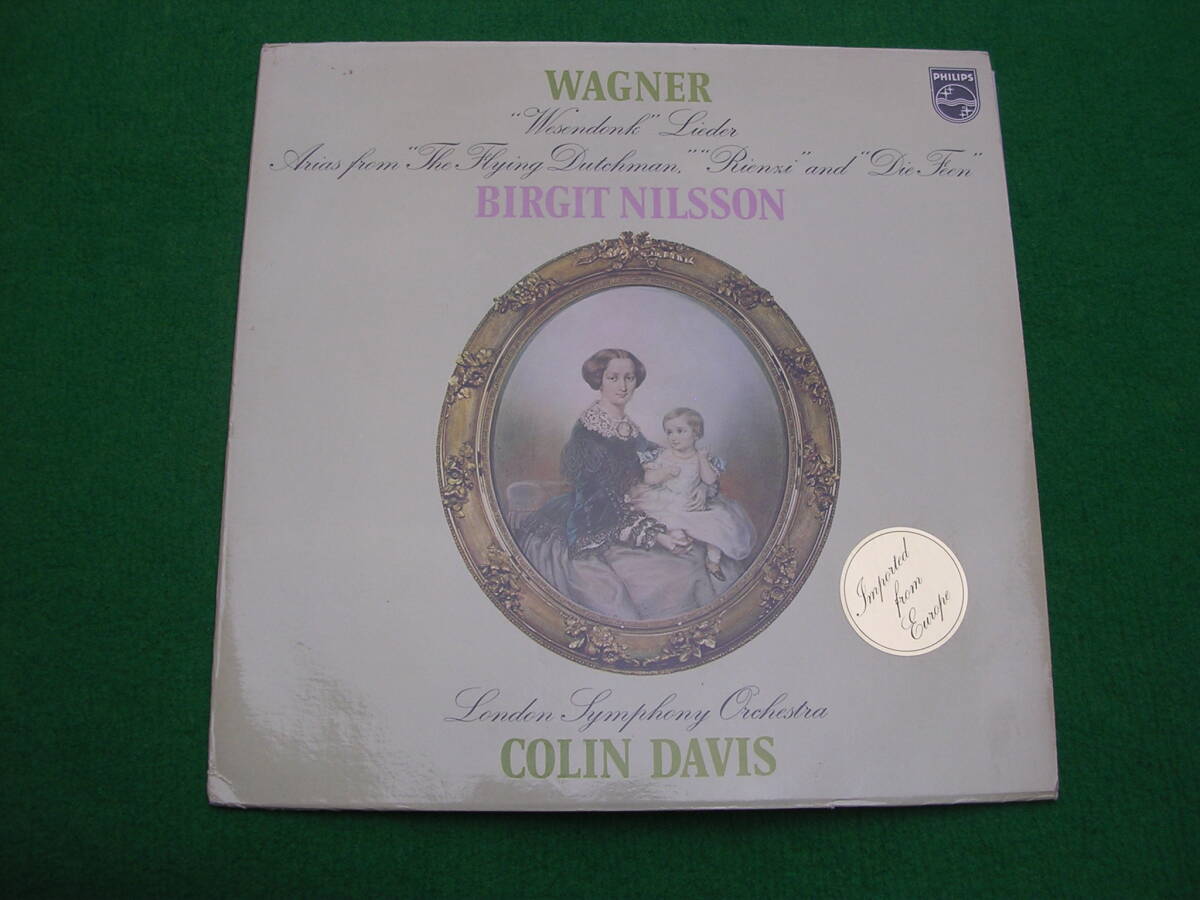 WAGNER
PHILIPS
"Wesendonk" Lieder
Arias from "The Flying Dutchman," "Rienzi" and "Die Feen"
BIRGIT NILSSON
Imported
from
Europe
London Symphony Orchestra
COLIN DAVIS